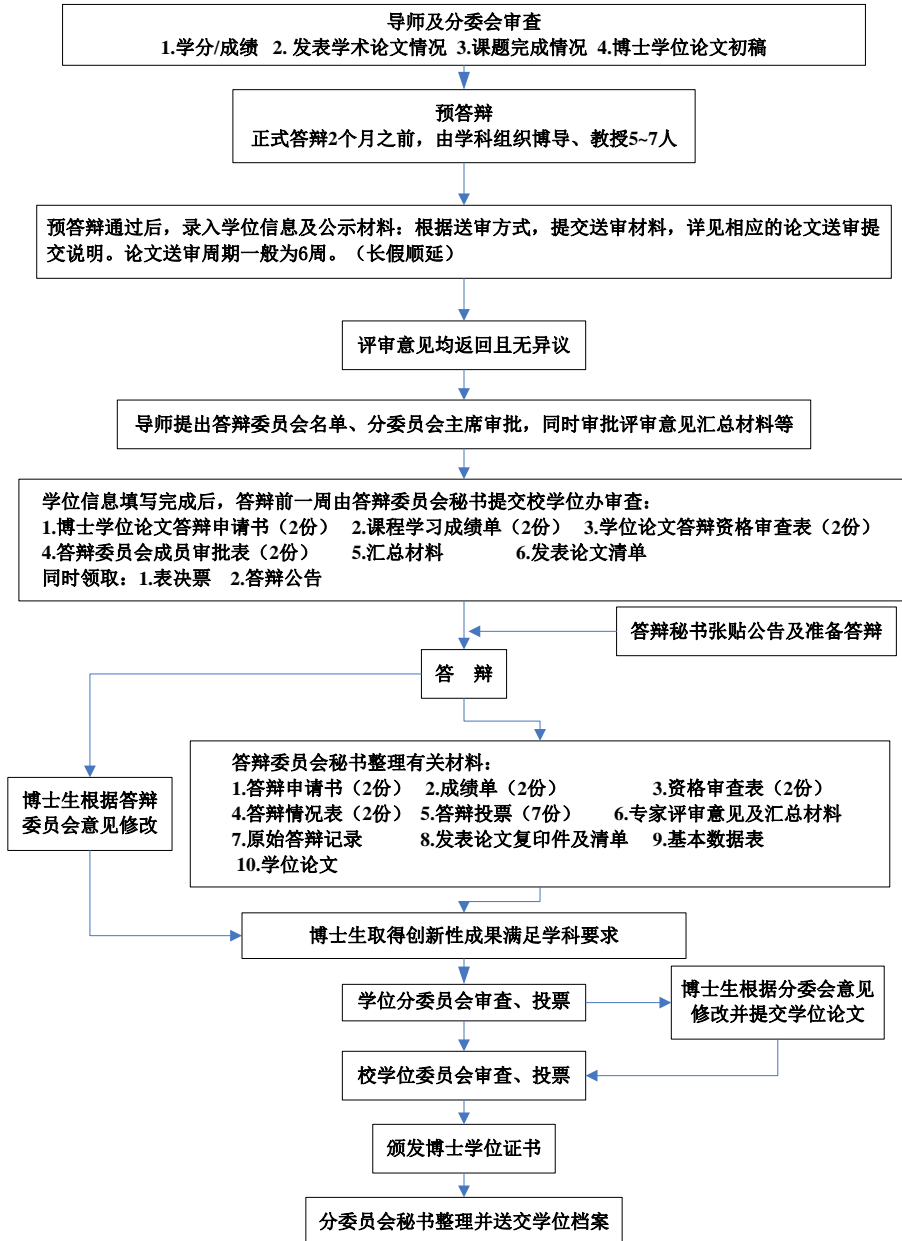 导师及分委会审查
1.学分/成绩 2. 发表学术论文情况 3.课题完成情况 4.博士学位论文初稿
预答辩
正式答辩2个月之前，由学科组织博导、教授5~7人
预答辩通过后，录入学位信息及公示材料：根据送审方式，提交送审材料，详见相应的论文送审提
交说明。论文送审周期一般为6周。（长假顺延）
评审意见均返回且无异议
导师提出答辩委员会名单、分委员会主席审批，同时审批评审意见汇总材料等
学位信息填写完成后，答辩前一周由答辩委员会秘书提交校学位办审查：
1.博士学位论文答辩申请书（2份） 2.课程学习成绩单（2份） 3.学位论文答辩资格审查表（2份）
4.答辩委员会成员审批表（2份） 5.汇总材料 6.发表论文清单
同时领取：1.表决票 2.答辩公告
答辩秘书张贴公告及准备答辩
答 辩
答辩委员会秘书整理有关材料：
1.答辩申请书（2份） 2.成绩单（2份） 3.资格审查表（2份）
4.答辩情况表（2份） 5.答辩投票（7份） 6.专家评审意见及汇总材料
7.原始答辩记录 8.发表论文复印件及清单 9.基本数据表
10.学位论文
博士生根据答辩
委员会意见修改
博士生取得创新性成果满足学科要求
学位分委员会审查、投票
博士生根据分委会意见
修改并提交学位论文
校学位委员会审查、投票
颁发博士学位证书
分委员会秘书整理并送交学位档案